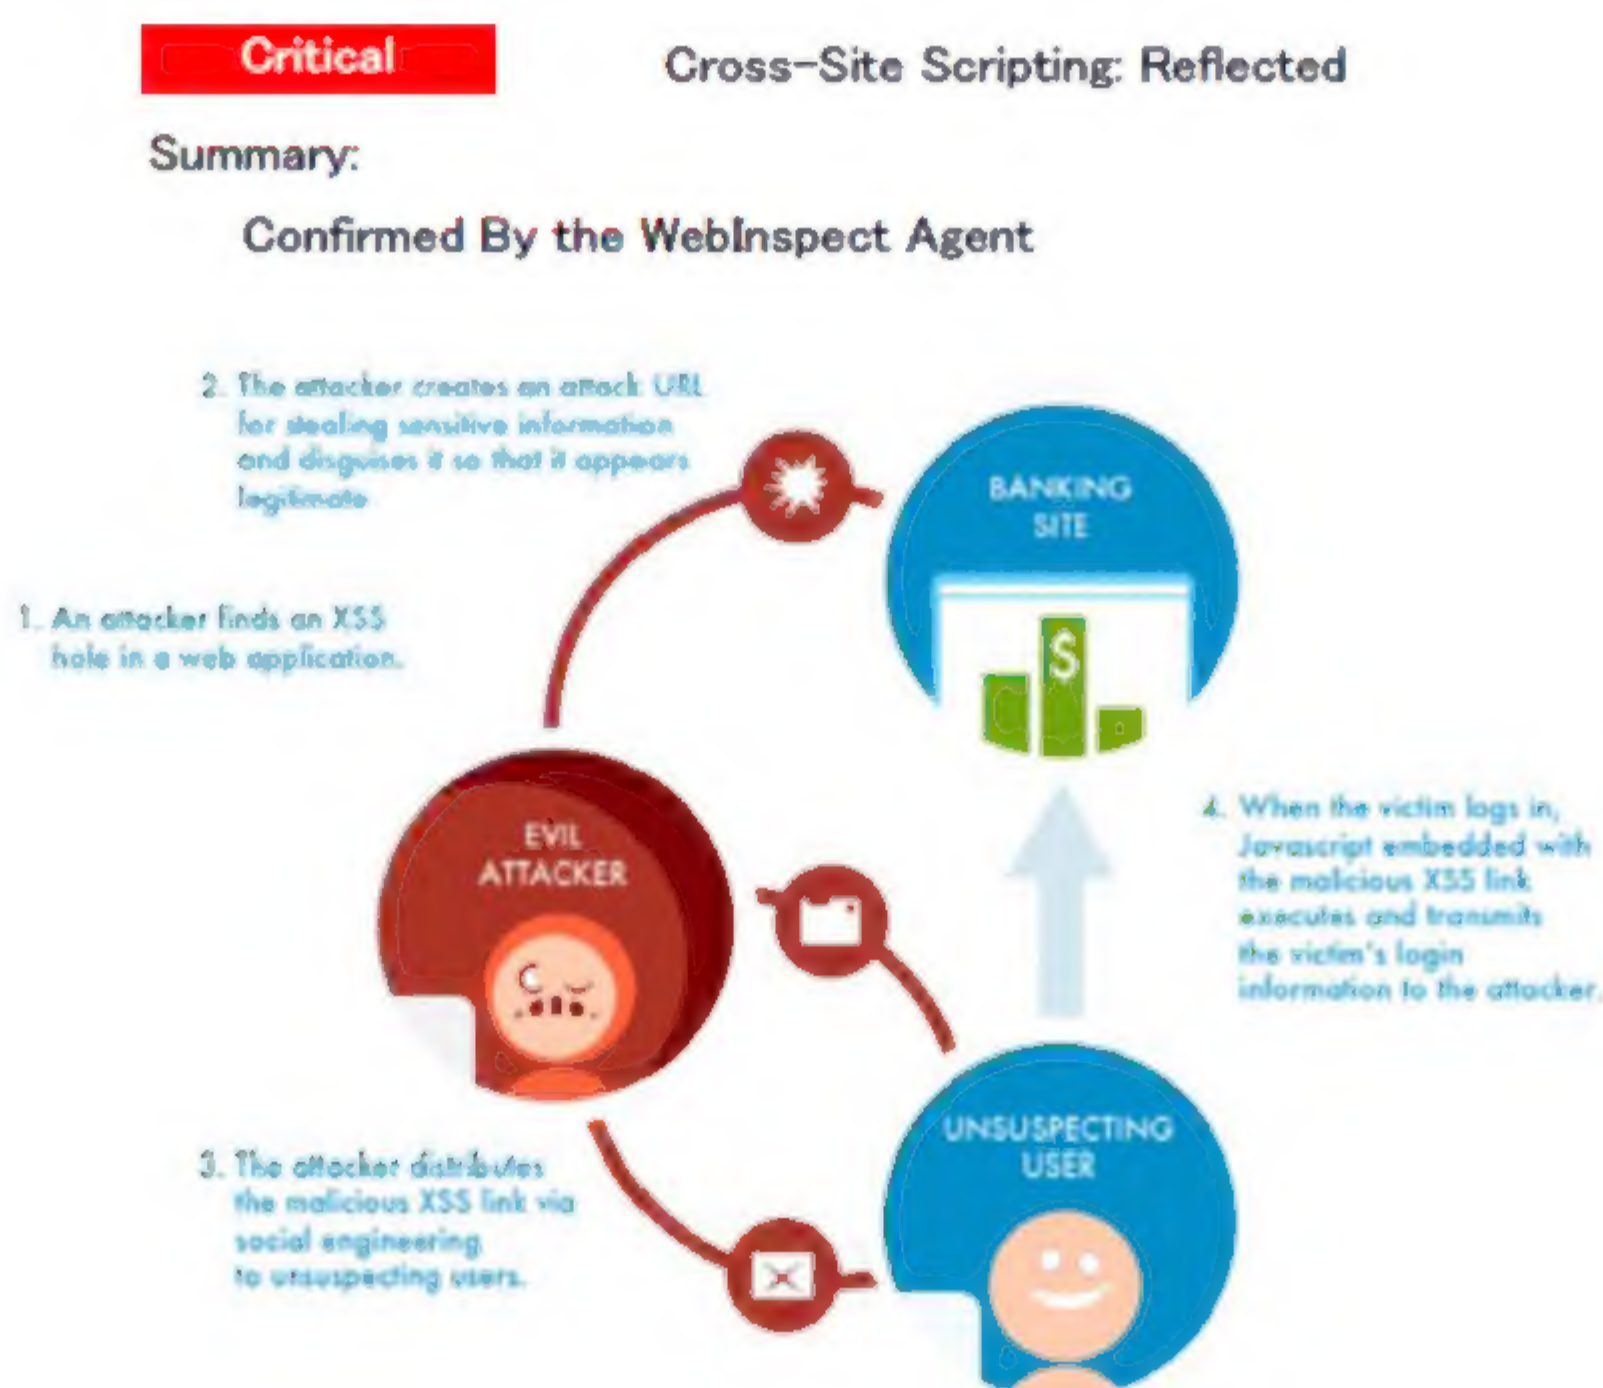 Critical
Cross-Site Scripting: Reflected
Summary:
Confirmed By the WebInspect Agent
2. The attacker creates an attack URL
for stealing sensitive information
and disguises it so that it appears
legitimate
BANKING
SITE
$
1. An attacker finds an XSS
hole in a web application.
EVIL
ATTACKER
4. When the victim logs in,
Javascript embedded with
the malicious XSS link
executes and transmits
the victim's login
information to the attacker.
3. The attacker distributes
the malicious XSS link via
social engineering
to unsuspecting users.
UNSUSPECTING
USER